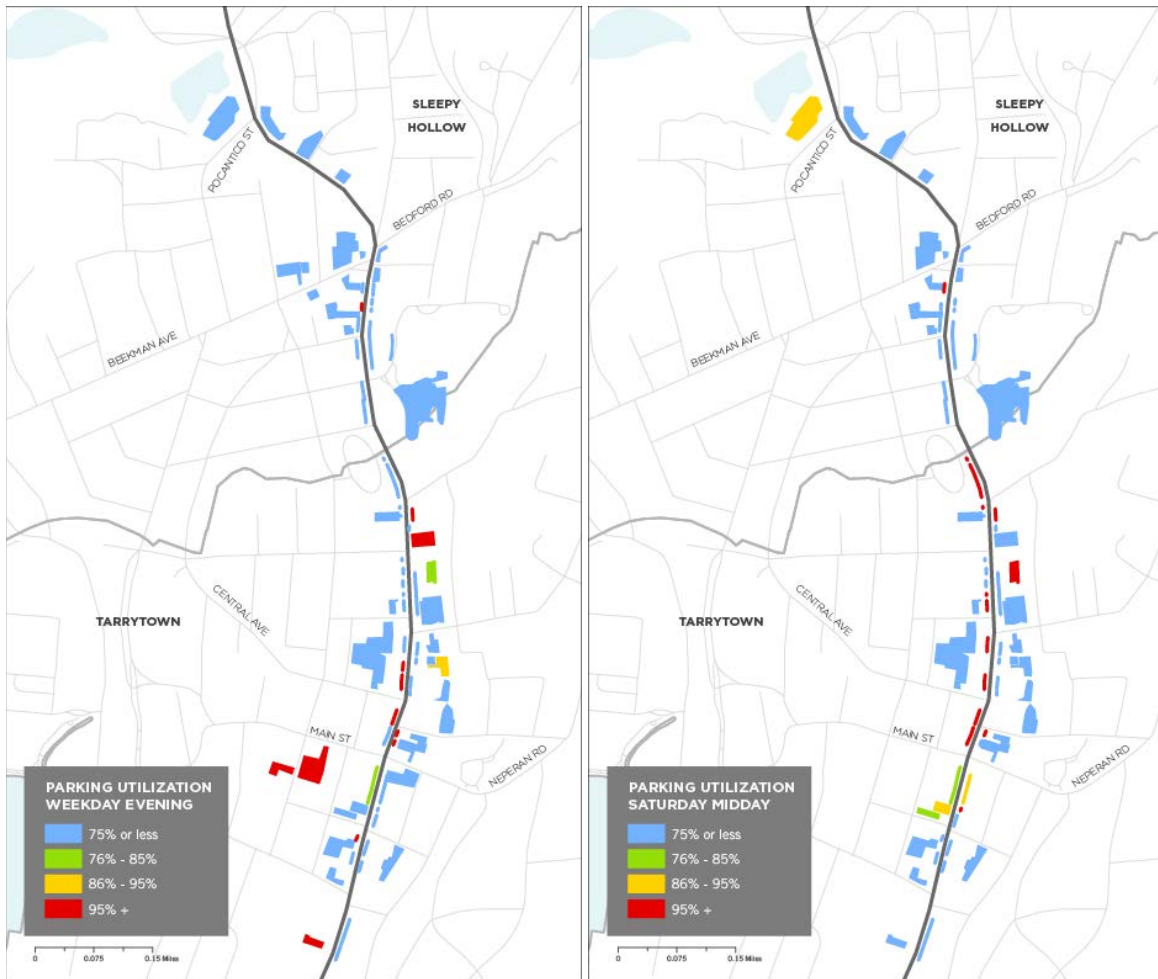 SLEEPY
HOLLOW
POCANTICO ST
BEDFORD RD
BEEKMAN AVE
CENTRAL AVE
TARRYTOWN
MAIN ST
NEPERAN RD
PARKING UTILIZATION
WEEKDAY EVENING
75% or less
76% - 85%
86% - 95%
95% +
0 0.075 0.15 Miles
SLEEPY
HOLLOW
POCANTICO ST
BEDFORD RD
BEEKMAN AVE
CENTRAL AVE
TARRYTOWN
MAIN ST
NEPERAN RD
PARKING UTILIZATION
SATURDAY MIDDAY
75% or less
76% - 85%
86% - 95%
95% +
0 0.075 0.15 Miles